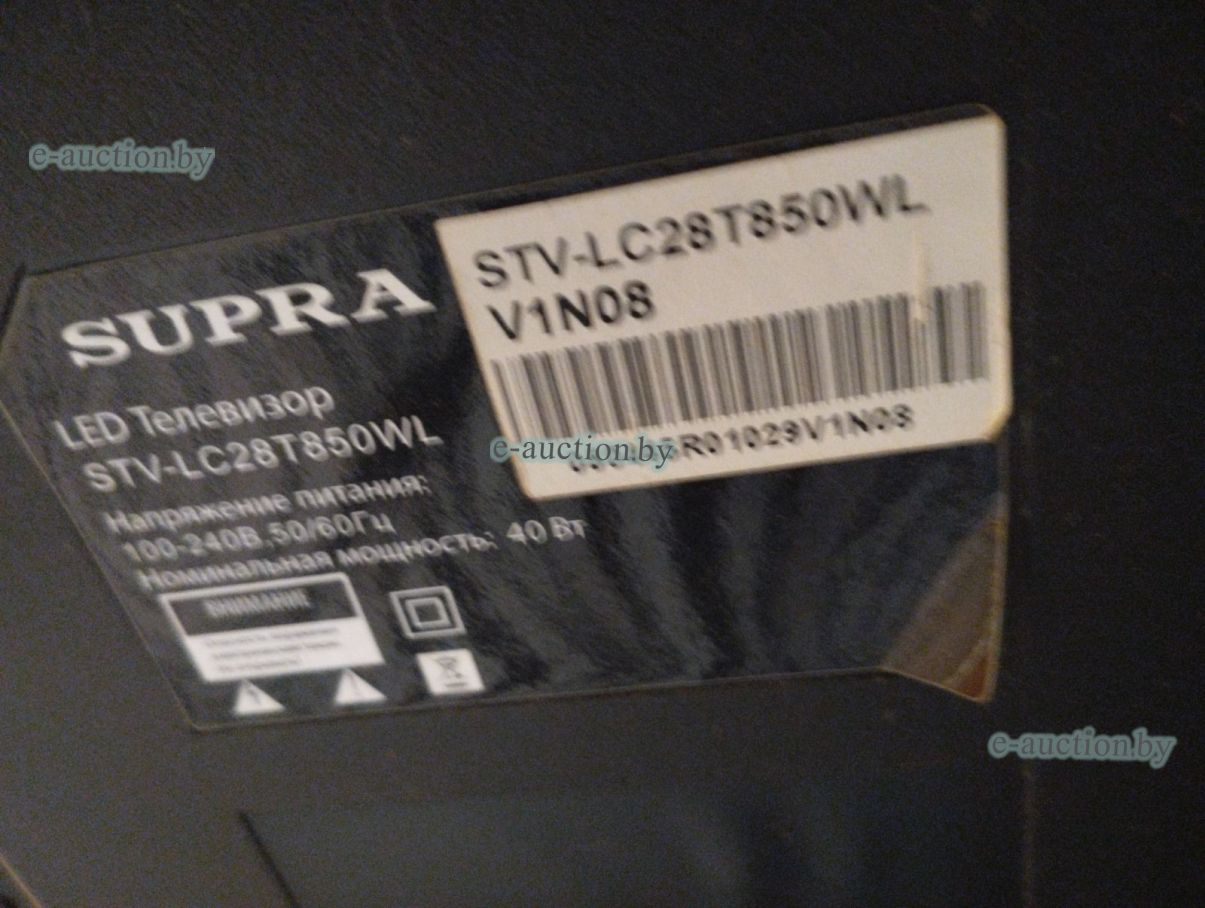 e-auction.by
STV-LC28T850WL
V1N08
SUPRA
LED Телевизор
STV-LC28T850WL
e-auction.by
Напряжение питания:
100-240В,50/60Гц
Номинальная мощность: 40 Вт
ВНИМАНИЕ
e-auction.by